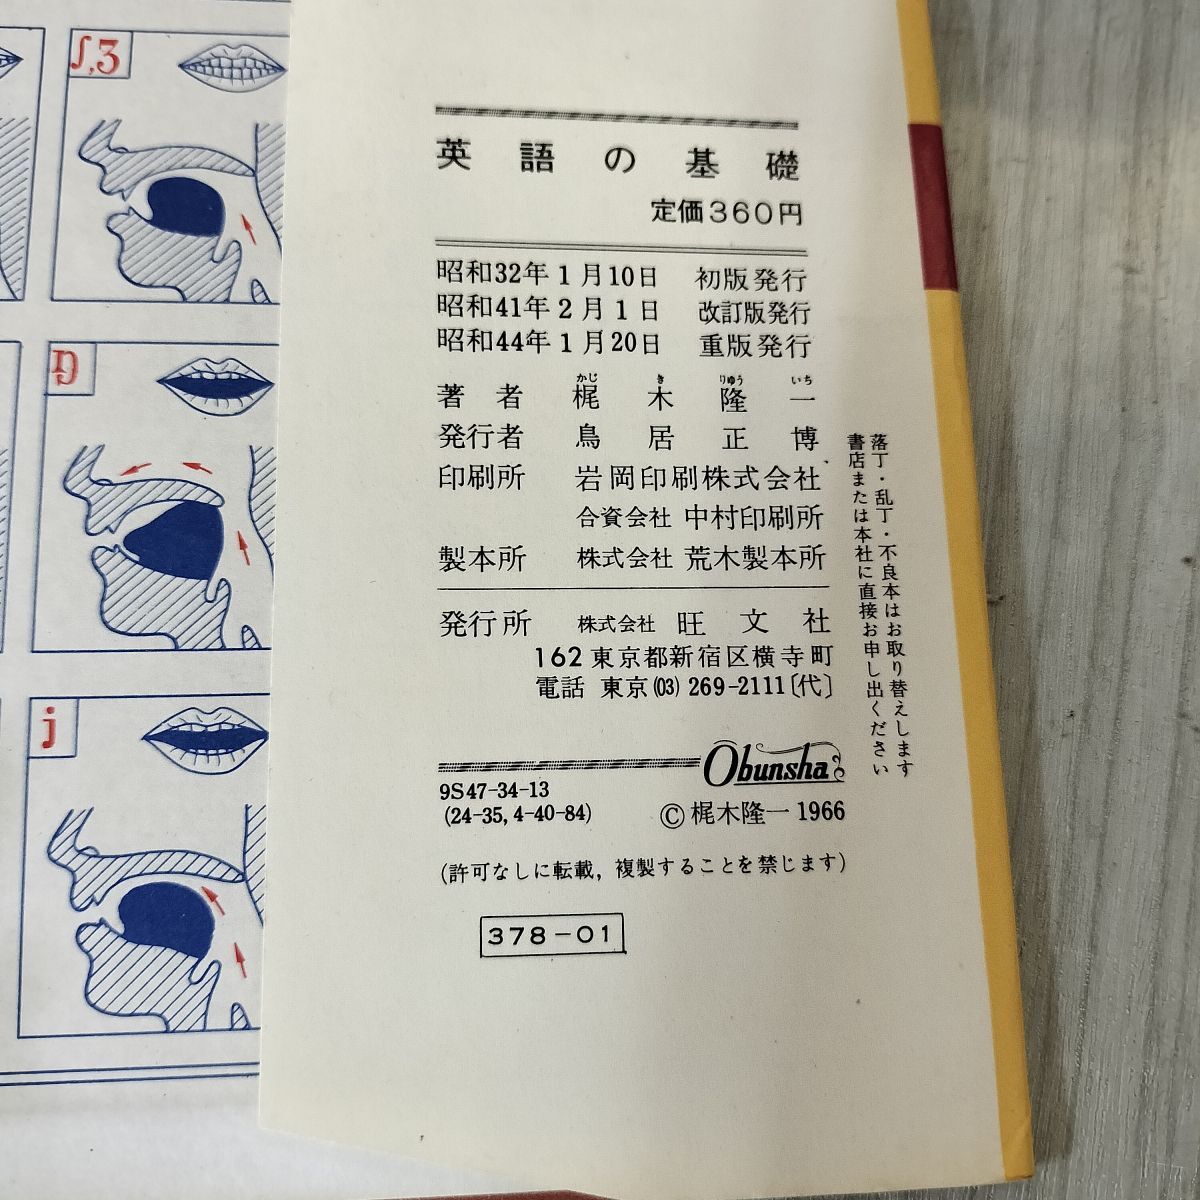 ʃ,ʒ
ŋ
j
英語の基礎
定価360円
昭和32年1月10日 初版発行
昭和41年2月1日 改訂版発行
昭和44年1月20日 重版発行
かじ き りゅう いち
著者 梶木隆一
発行者 鳥居正博
印刷所 岩岡印刷株式会社
合資会社 中村印刷所
製本所 株式会社 荒木製本所
発行所 株式会社 旺文社
162 東京都新宿区横寺町
電話 東京(03)269-2111〔代〕
Obunsha
9S47-34-13
(24-35, 4-40-84)
© 梶木隆一 1966
(許可なしに転載, 複製することを禁じます)
378-01
落丁・乱丁・不良本はお取り替えします
書店または本社に直接お申し出ください